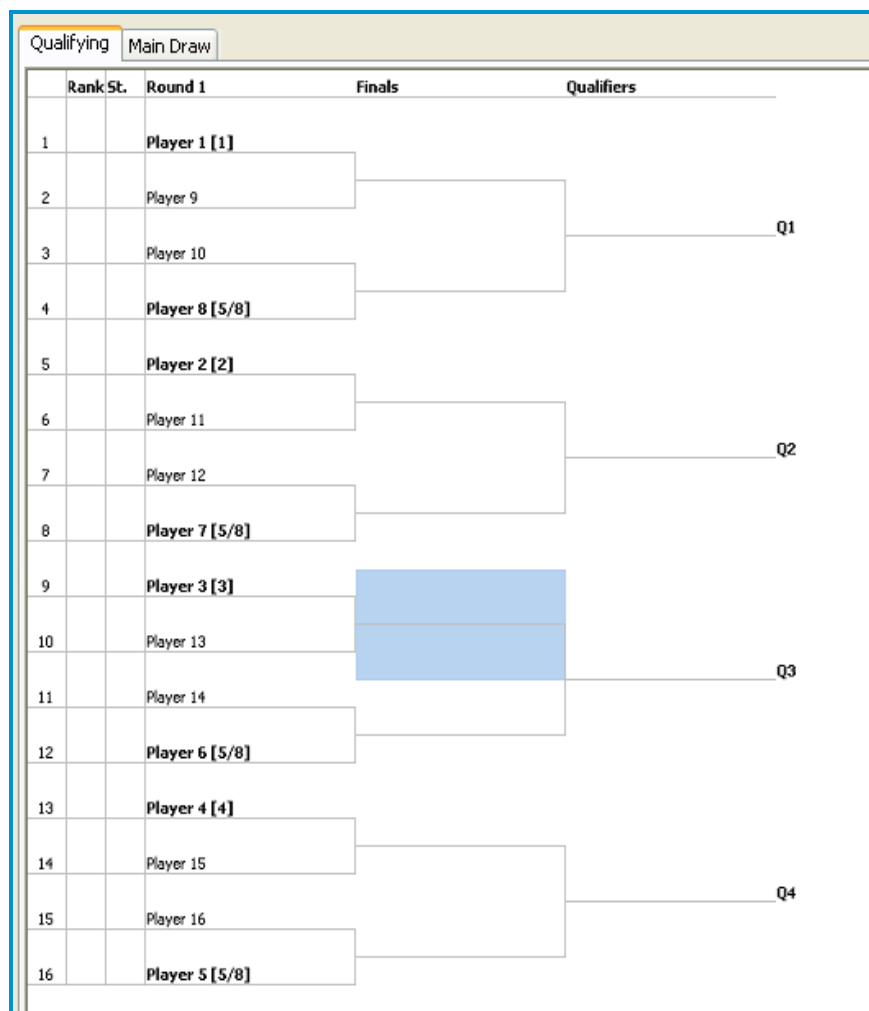 Qualifying Main Draw
Rank St. Round 1 Finals Qualifiers
1 Player 1 [1]
2 Player 9
Q1
3 Player 10
4 Player 8 [5/8]
5 Player 2 [2]
6 Player 11
Q2
7 Player 12
8 Player 7 [5/8]
9 Player 3 [3]
10 Player 13
Q3
11 Player 14
12 Player 6 [5/8]
13 Player 4 [4]
14 Player 15
Q4
15 Player 16
16 Player 5 [5/8]